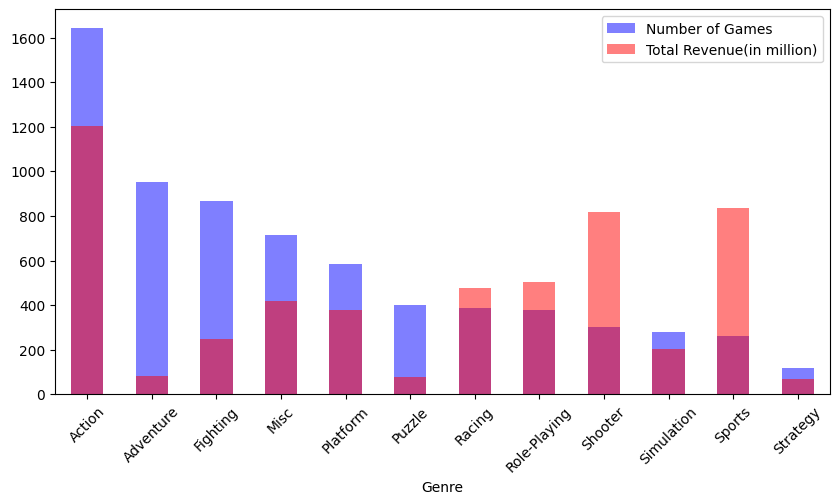 Number of Games
Total Revenue(in million)
1600
1400
1200
1000
800
600
400
200
0
Action
Adventure
Fighting
Misc
Platform
Puzzle
Racing
Role-Playing
Shooter
Simulation
Sports
Strategy
Genre